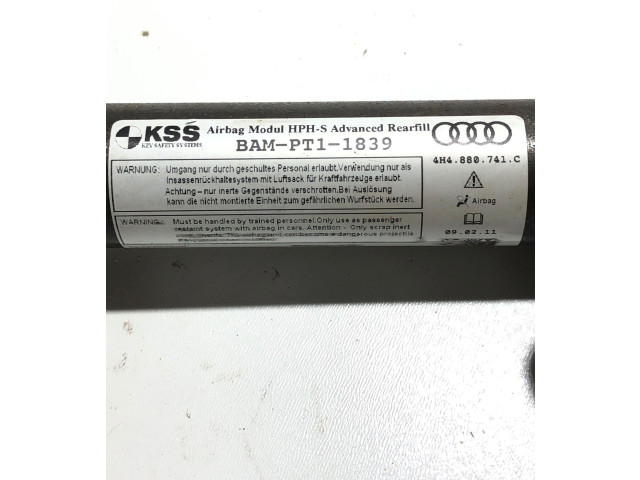 KSS Airbag Modul HPH-S Advanced Rearfill
KEY SAFETY SYSTEMS
BAM-PT1-1839
4H4.880.741.C
WARNUNG: Umgang nur durch geschultes Personal erlaubt.Verwendung nur als
Insassenrückhaltesystem mit Luftsack für Kraftfahrzeuge erlaubt.
Achtung - nur inerte Gegenstände verschrotten.Bei Auslösung
kann die nicht montierte Einheit zum gefährlichen Wurfstück werden.
Airbag
WARNING: Must be handled by trained personnel.Only use as passenger
restaint system with airbag in cars. Attention - Only scrap inert
dangerous projectile
09.02.11